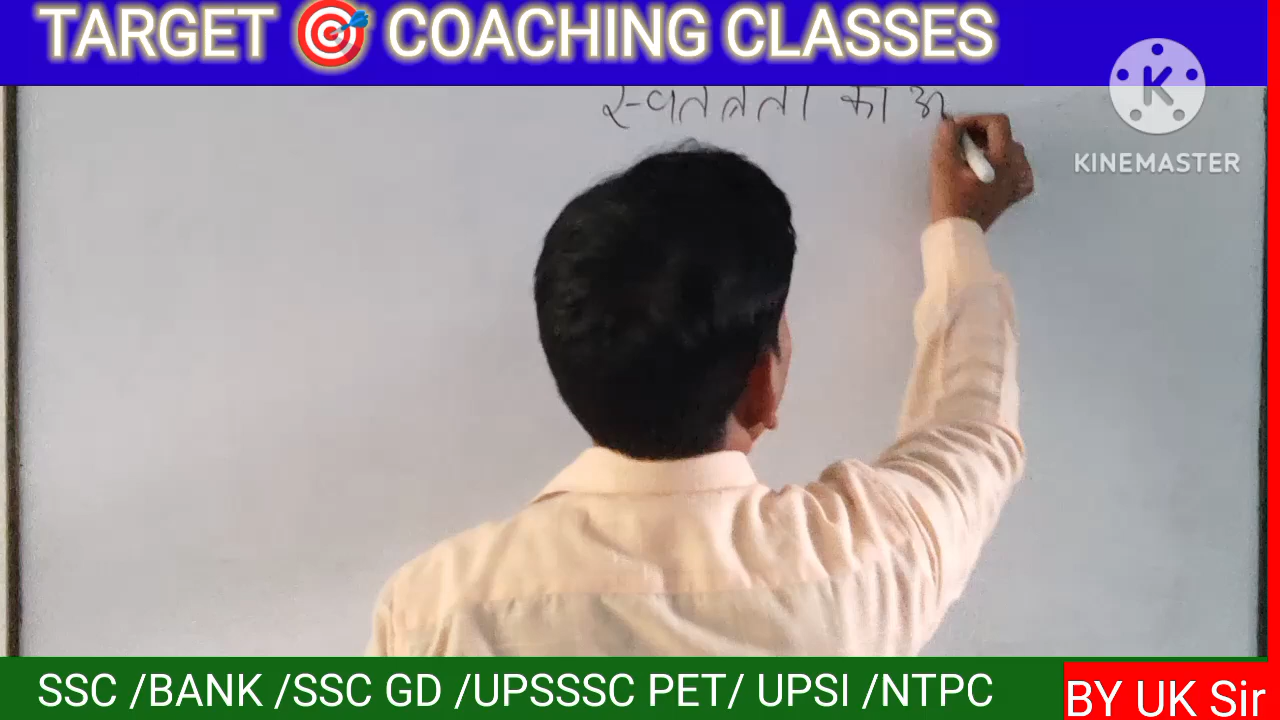 TARGET 🎯 COACHING CLASSES
स्वतंत्रता का अ
KINEMASTER
SSC /BANK /SSC GD /UPSSSC PET/ UPSI /NTPC
BY UK Sir